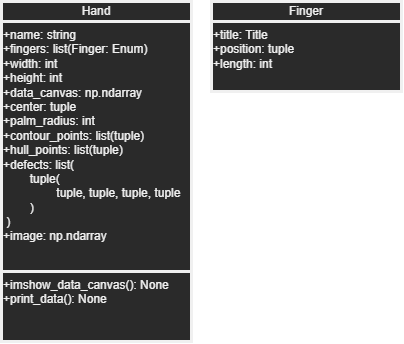 Hand
+name: string
+fingers: list(Finger: Enum)
+width: int
+height: int
+data_canvas: np.ndarray
+center: tuple
+palm_radius: int
+contour_points: list(tuple)
+hull_points: list(tuple)
+defects: list(
tuple(
tuple, tuple, tuple, tuple
)
)
+image: np.ndarray
+imshow_data_canvas(): None
+print_data(): None
Finger
+title: Title
+position: tuple
+length: int